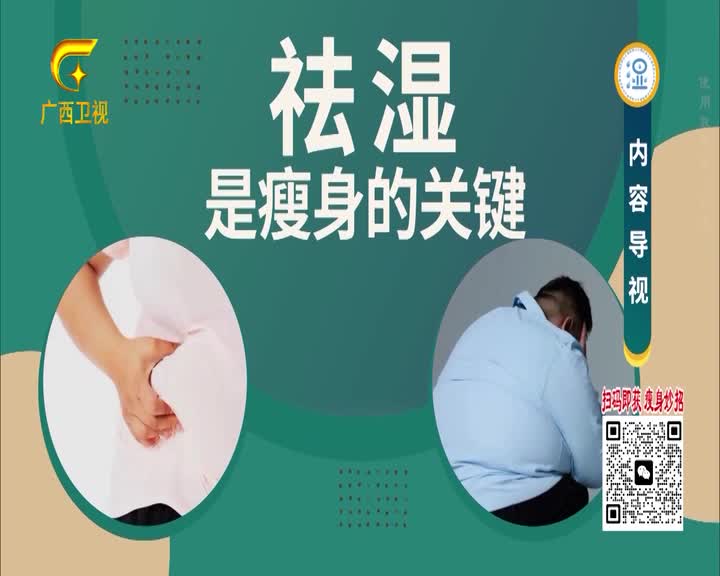 广西卫视
祛湿
是瘦身的关键
湿
内容导视
扫码即获 瘦身妙招